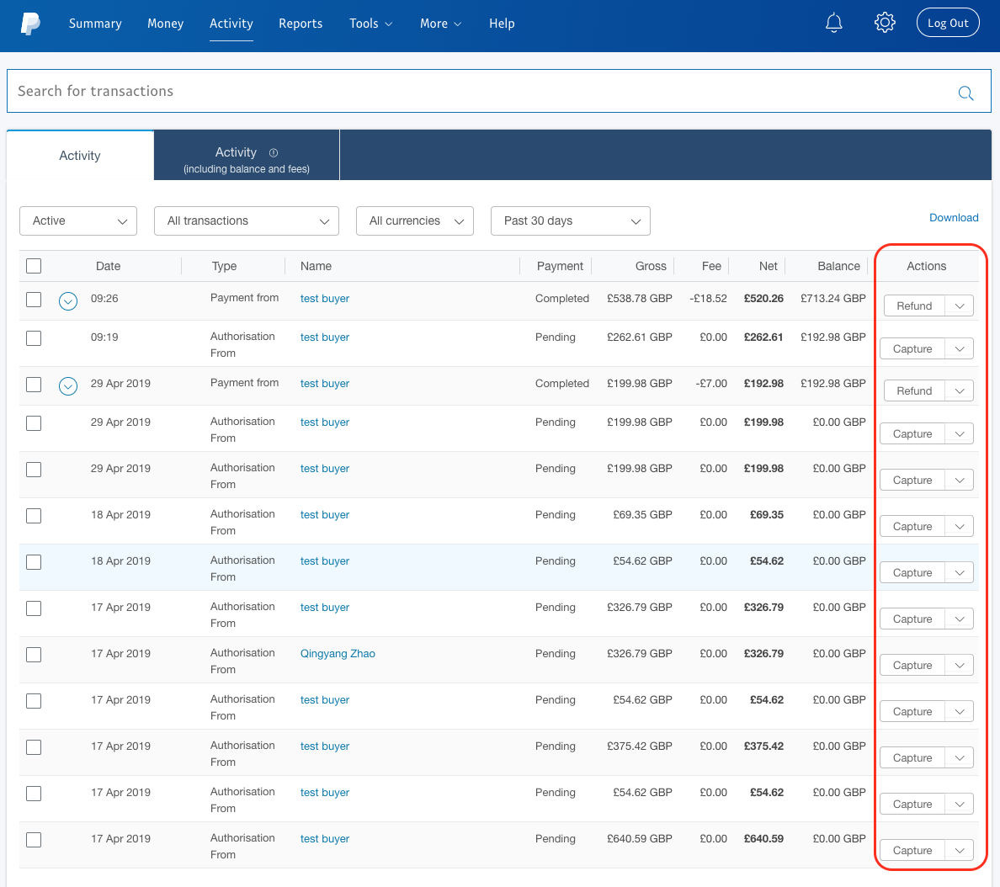 Summary Money Activity Reports Tools More Help Log Out
Search for transactions
Activity
Activity
(including balance and fees)
Active All transactions All currencies Past 30 days Download
Date Type Name Payment Gross Fee Net Balance Actions
09:26 Payment from test buyer Completed £538.78 GBP -£18.52 £520.26 £713.24 GBP Refund
09:19 Authorisation From test buyer Pending £262.61 GBP £0.00 £262.61 £192.98 GBP Capture
29 Apr 2019 Payment from test buyer Completed £199.98 GBP -£7.00 £192.98 £192.98 GBP Refund
29 Apr 2019 Authorisation From test buyer Pending £199.98 GBP £0.00 £199.98 £0.00 GBP Capture
29 Apr 2019 Authorisation From test buyer Pending £199.98 GBP £0.00 £199.98 £0.00 GBP Capture
18 Apr 2019 Authorisation From test buyer Pending £69.35 GBP £0.00 £69.35 £0.00 GBP Capture
18 Apr 2019 Authorisation From test buyer Pending £54.62 GBP £0.00 £54.62 £0.00 GBP Capture
17 Apr 2019 Authorisation From test buyer Pending £326.79 GBP £0.00 £326.79 £0.00 GBP Capture
17 Apr 2019 Authorisation From Qingyang Zhao Pending £326.79 GBP £0.00 £326.79 £0.00 GBP Capture
17 Apr 2019 Authorisation From test buyer Pending £54.62 GBP £0.00 £54.62 £0.00 GBP Capture
17 Apr 2019 Authorisation From test buyer Pending £375.42 GBP £0.00 £375.42 £0.00 GBP Capture
17 Apr 2019 Authorisation From test buyer Pending £54.62 GBP £0.00 £54.62 £0.00 GBP Capture
17 Apr 2019 Authorisation From test buyer Pending £640.59 GBP £0.00 £640.59 £0.00 GBP Capture